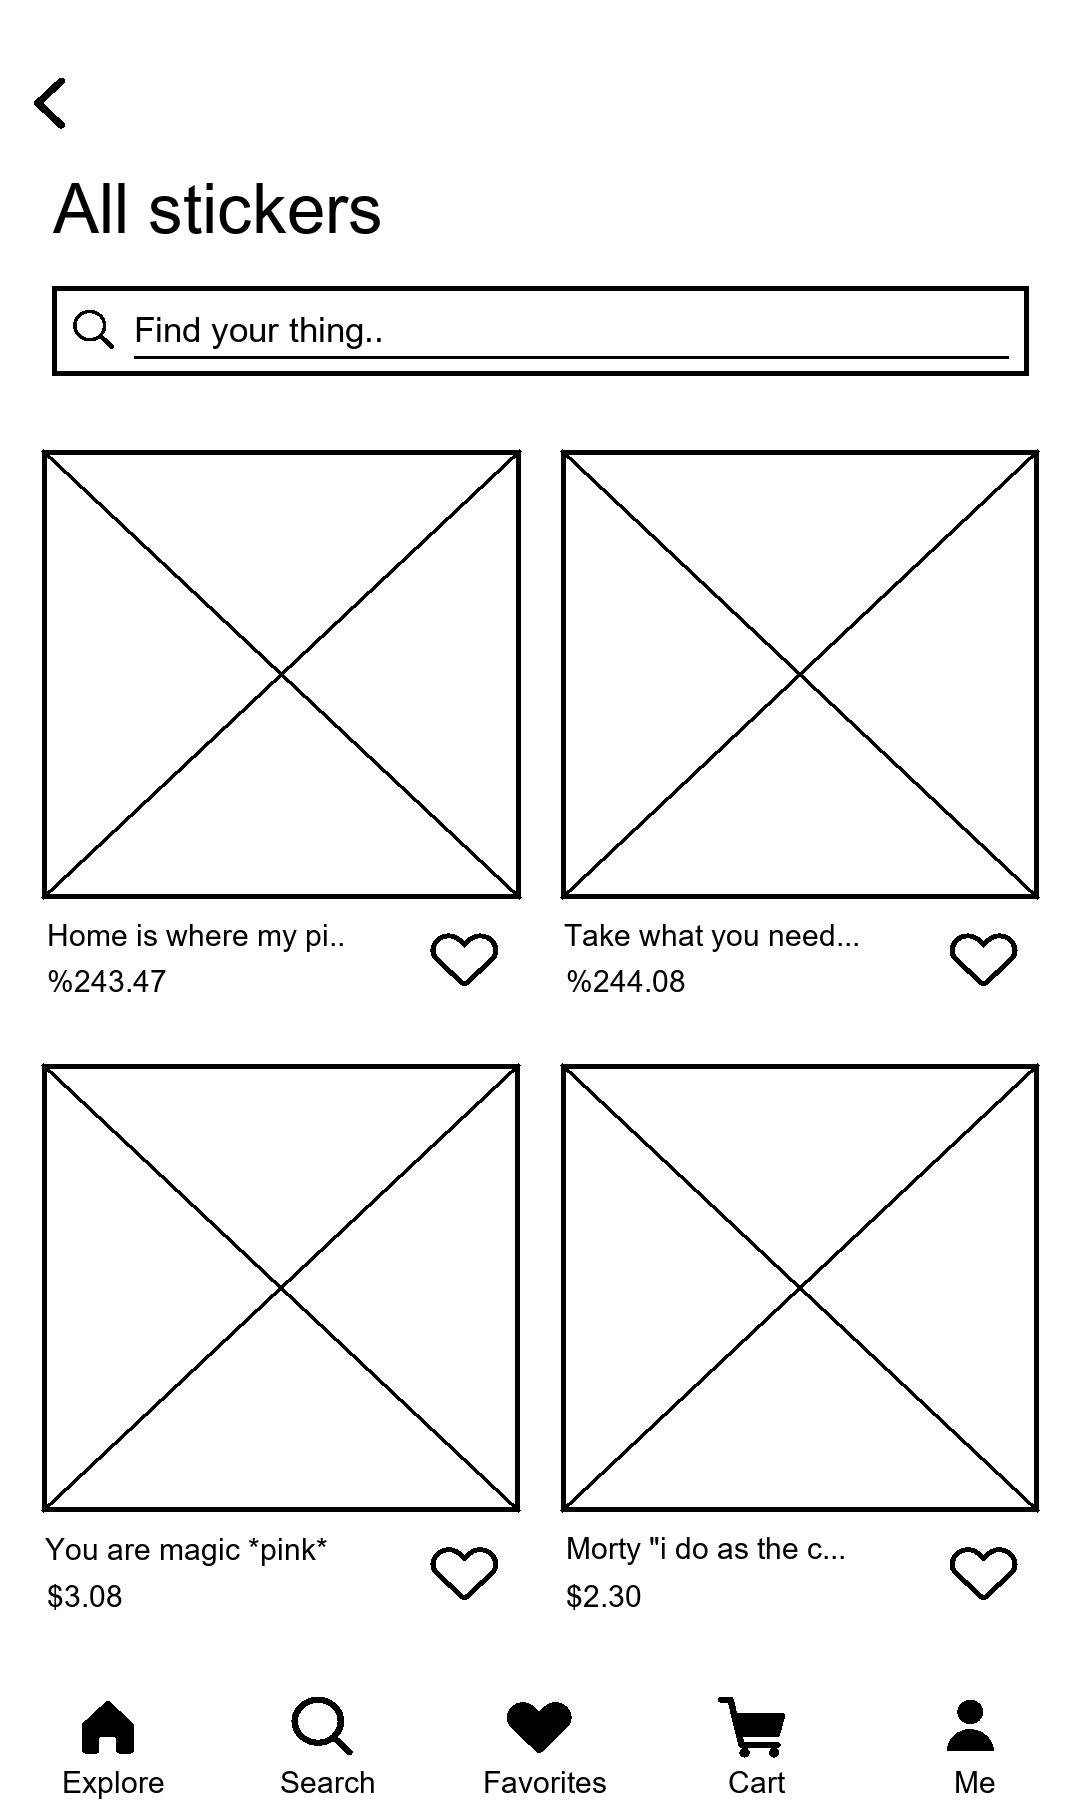 All stickers
Find your thing..
Home is where my pi..
%243.47
Take what you need...
%244.08
You are magic *pink*
$3.08
Morty "i do as the c...
$2.30
Explore
Search
Favorites
Cart
Me